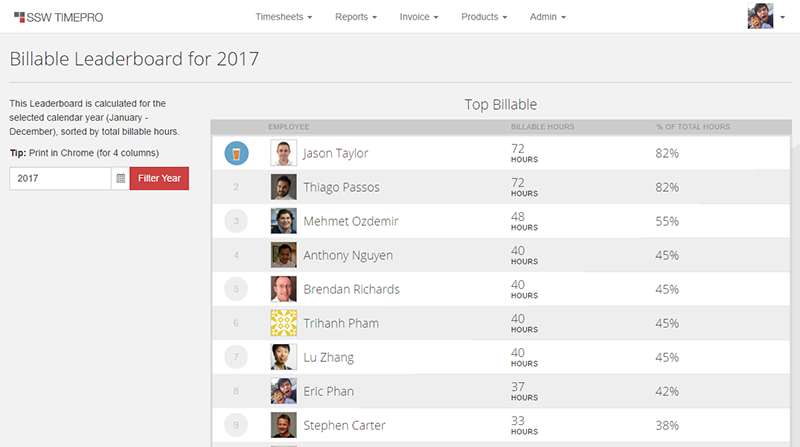 SSW TIMEPRO
Timesheets Reports Invoice Products Admin
Billable Leaderboard for 2017
This Leaderboard is calculated for the
selected calendar year (January -
December), sorted by total billable hours.
Tip: Print in Chrome (for 4 columns)
2017 Filter Year
Top Billable
EMPLOYEE BILLABLE HOURS % OF TOTAL HOURS
Jason Taylor 72 82%
HOURS
2 Thiago Passos 72 82%
HOURS
3 Mehmet Ozdemir 48 55%
HOURS
4 Anthony Nguyen 40 45%
HOURS
5 Brendan Richards 40 45%
HOURS
6 Trihanh Pham 40 45%
HOURS
7 Lu Zhang 40 45%
HOURS
8 Eric Phan 37 42%
HOURS
9 Stephen Carter 33 38%
HOURS